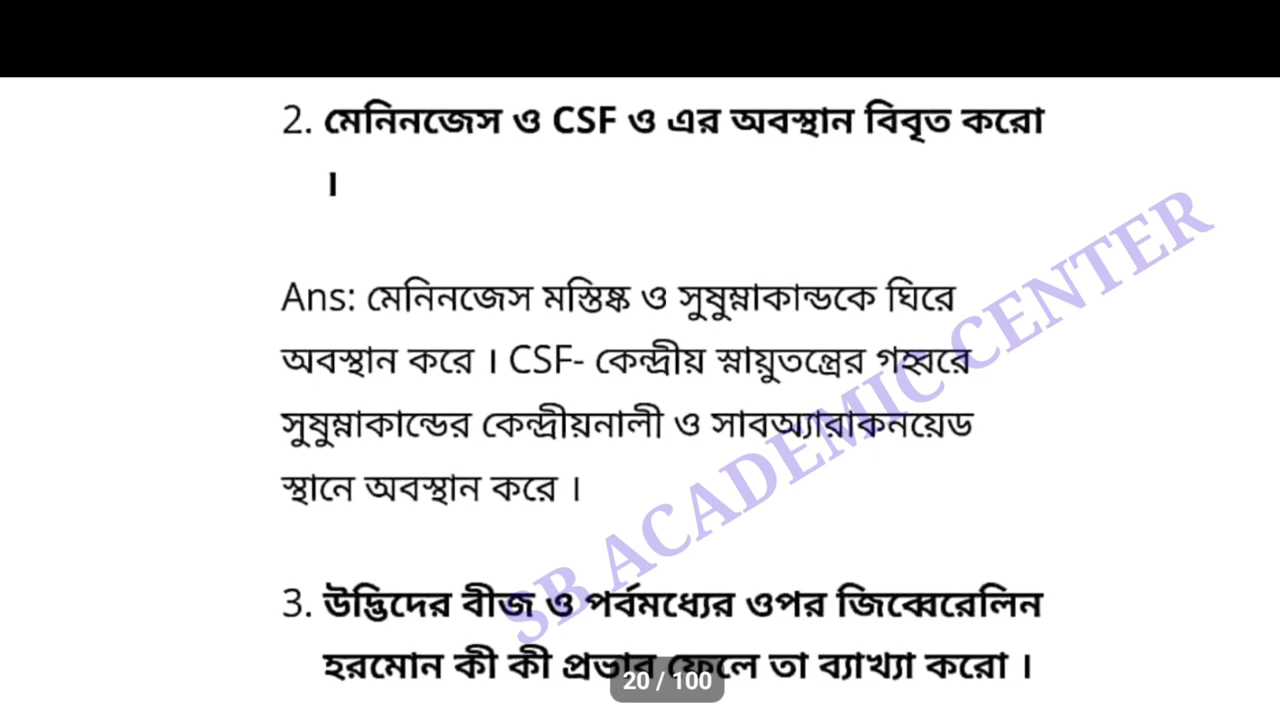 2. মেনিনজেস ও CSF ও এর অবস্থান বিবৃত করো
।
Ans: মেনিনজেস মস্তিষ্ক ও সুষুম্নাকান্ডকে ঘিরে
অবস্থান করে । CSF- কেন্দ্রীয় স্নায়ুতন্ত্রের গহ্বরে
সুষুম্নাকান্ডের কেন্দ্রীয়নালী ও সাবঅ্যারাকনয়েড
স্থানে অবস্থান করে ।
SB ACADEMIC CENTER
3. উদ্ভিদের বীজ ও পর্বমধ্যের ওপর জিব্বেরেলিন
হরমোন কী কী প্রভাব ফেলে তা ব্যাখ্যা করো ।
20 / 100